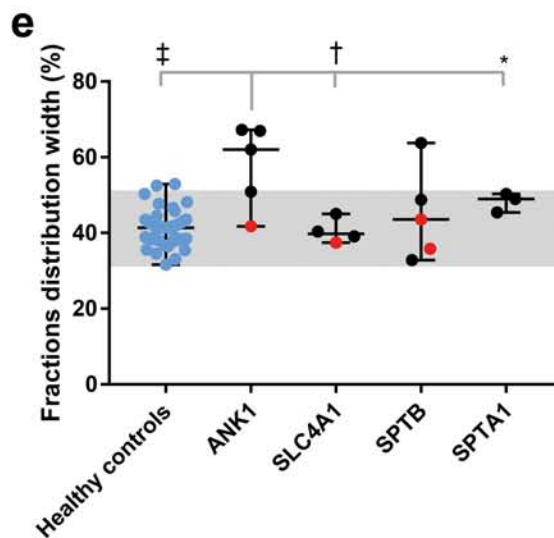 e
‡ † *
Fractions distribution width (%)
80
60
40
20
0
Healthy controls
ANK1
SLC4A1
SPTB
SPTA1